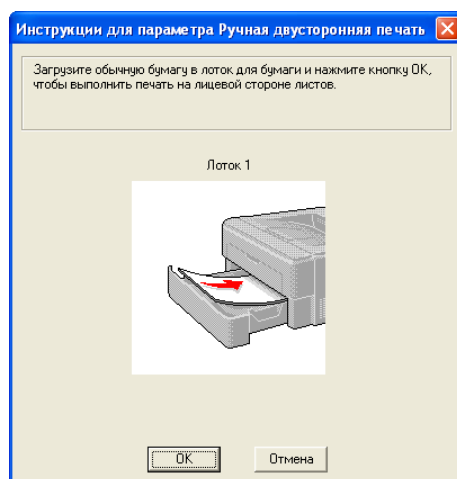 Инструкции для параметра Ручная двусторонняя печать
Загрузите обычную бумагу в лоток для бумаги и нажмите кнопку OK,
чтобы выполнить печать на лицевой стороне листов.
Лоток 1
OK
Отмена